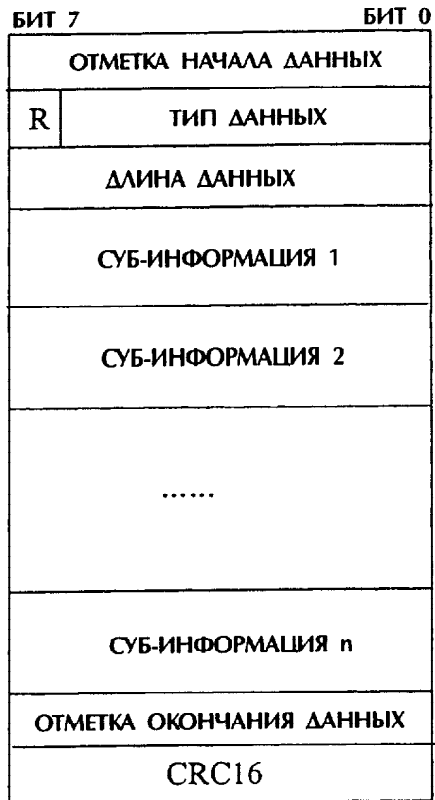 БИТ 7 БИТ 0
ОТМЕТКА НАЧАЛА ДАННЫХ
R ТИП ДАННЫХ
ДЛИНА ДАННЫХ
СУБ-ИНФОРМАЦИЯ 1
СУБ-ИНФОРМАЦИЯ 2
......
СУБ-ИНФОРМАЦИЯ n
ОТМЕТКА ОКОНЧАНИЯ ДАННЫХ
CRC16